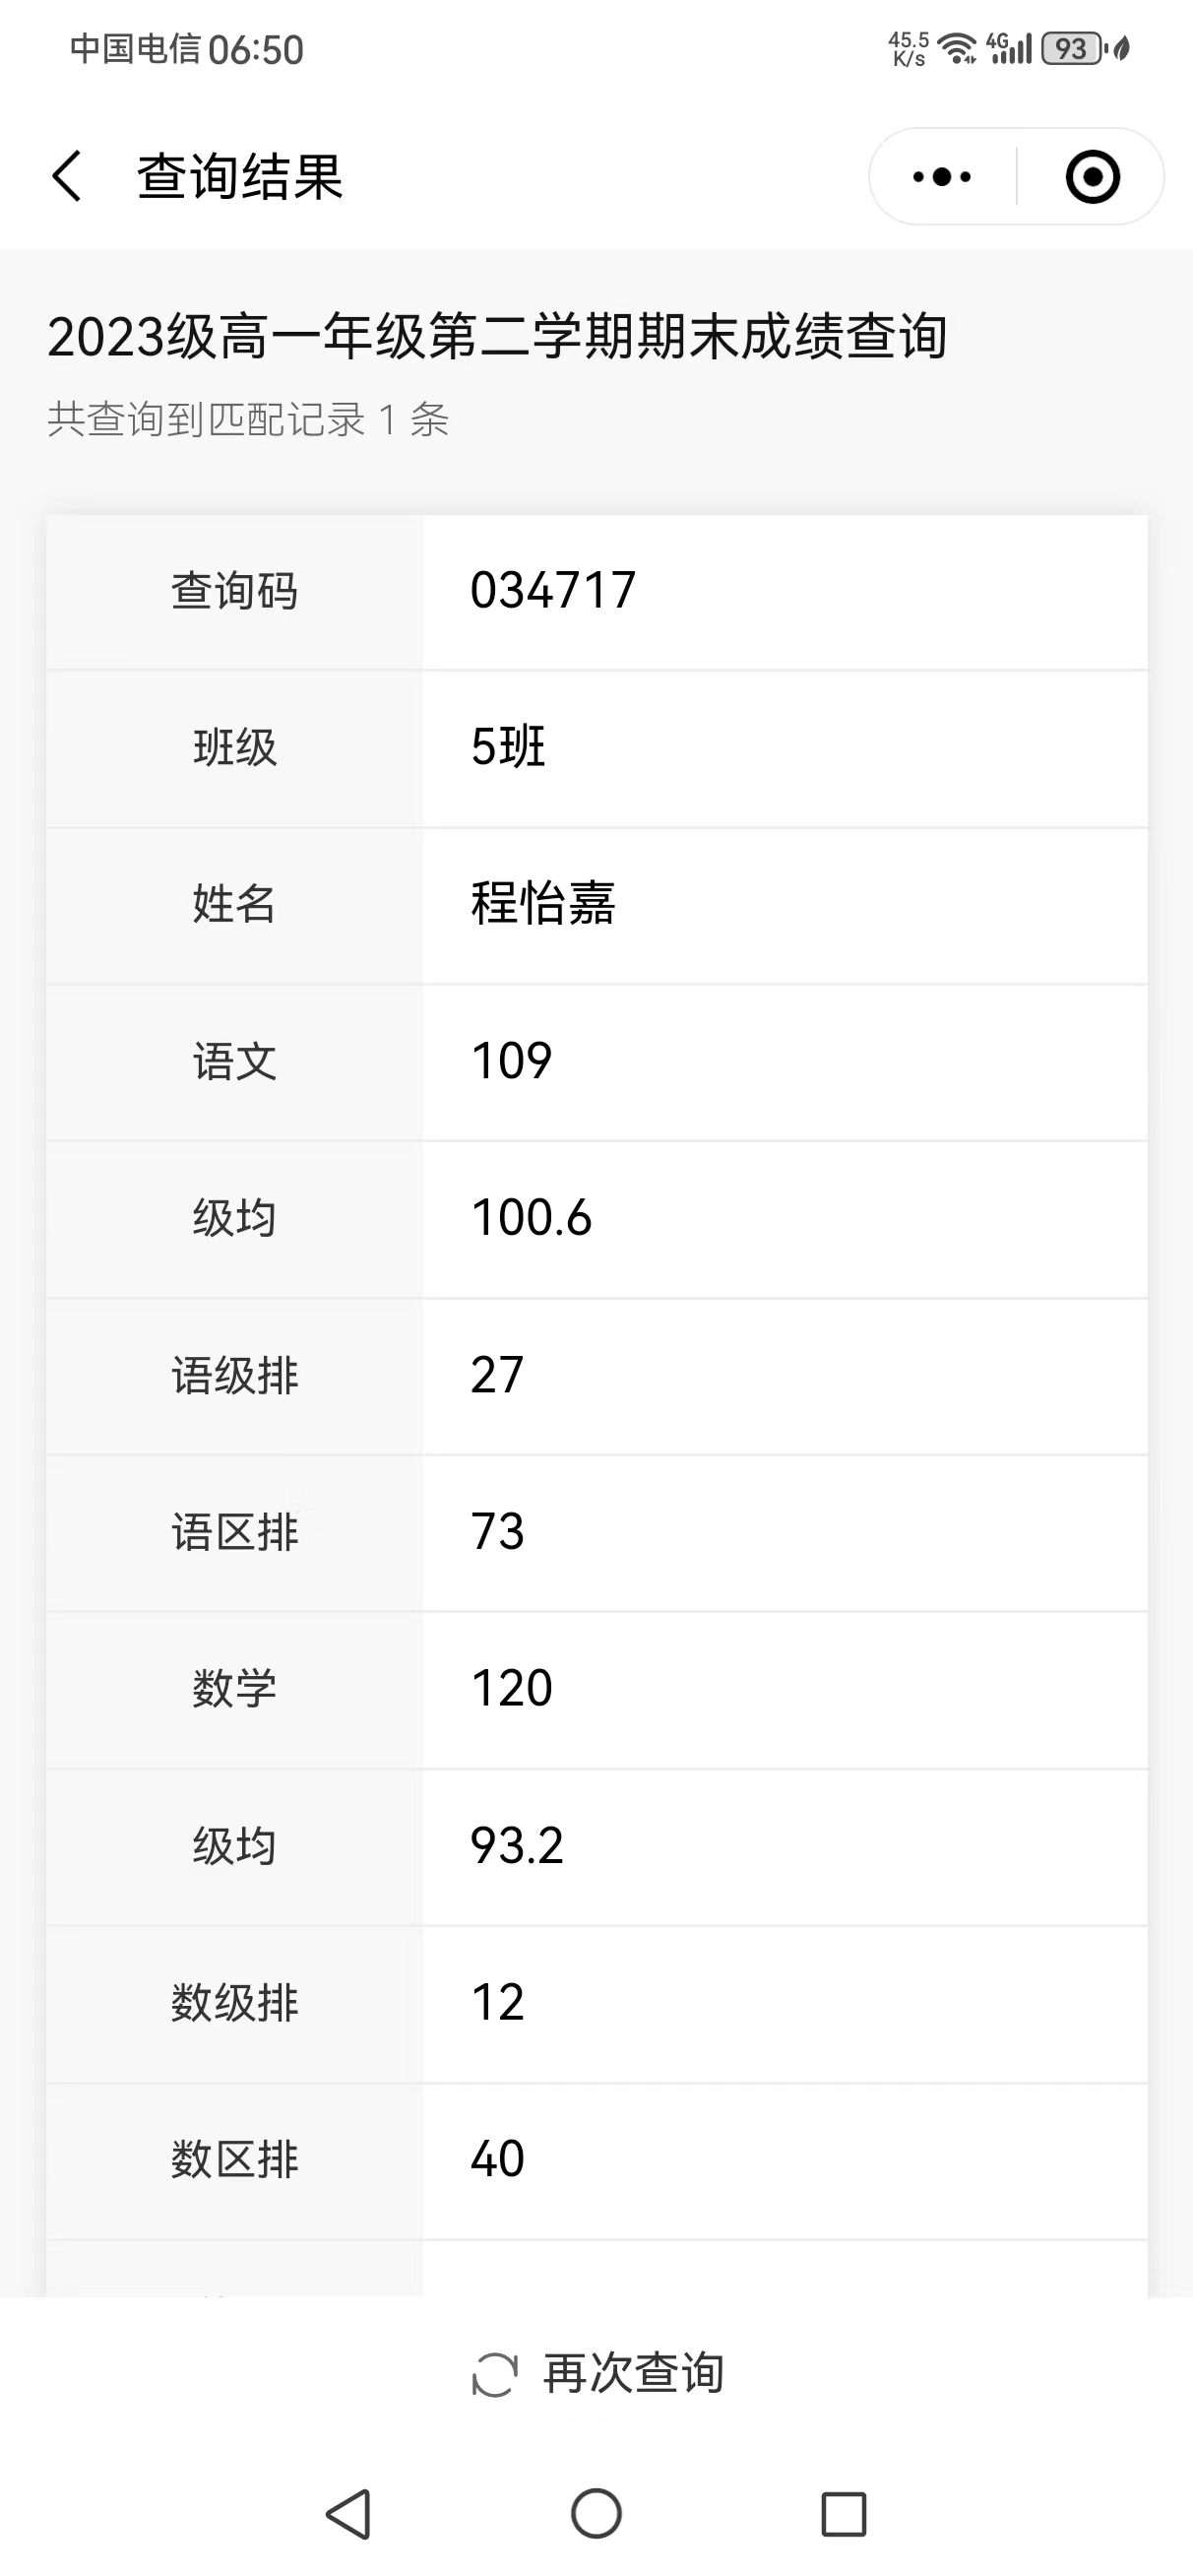 中国电信 06:50
45.5 K/s 4G 93
查询结果
2023级高一年级第二学期期末成绩查询
共查询到匹配记录 1 条
查询码 034717
班级 5班
姓名 程怡嘉
语文 109
级均 100.6
语级排 27
语区排 73
数学 120
级均 93.2
数级排 12
数区排 40
再次查询